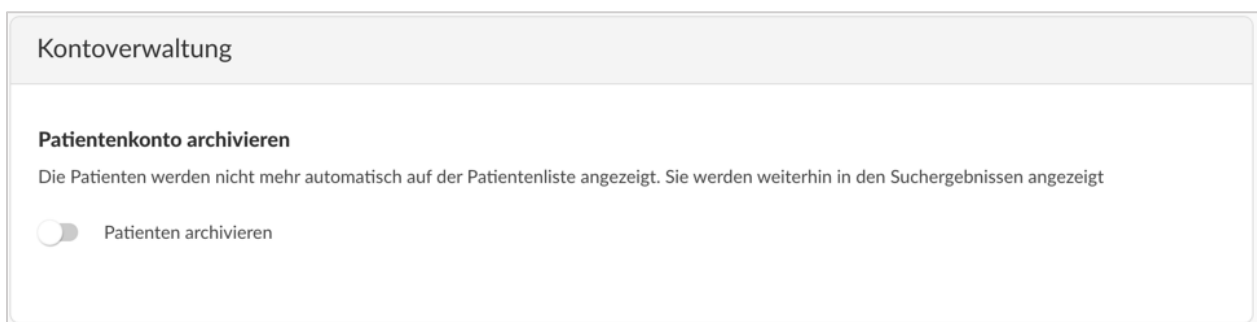 Kontoverwaltung
Patientenkonto archivieren
Die Patienten werden nicht mehr automatisch auf der Patientenliste angezeigt. Sie werden weiterhin in den Suchergebnissen angezeigt
Patienten archivieren